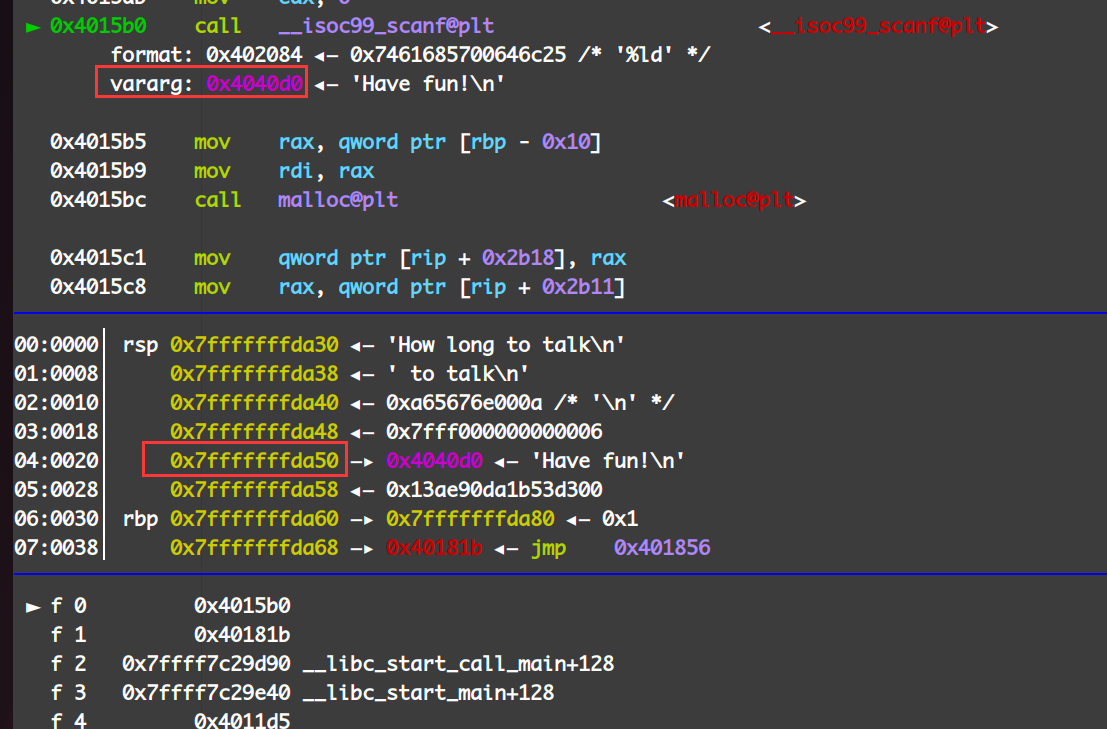 mov
► 0x4015b0 call __isoc99_scanf@plt <__isoc99_scanf@plt>
format: 0x402084 ◂— 0x7461685700646c25 /* '%ld' */
vararg: 0x4040d0 ◂— 'Have fun!\n'
0x4015b5 mov rax, qword ptr [rbp - 0x10]
0x4015b9 mov rdi, rax
0x4015bc call malloc@plt <malloc@plt>
0x4015c1 mov qword ptr [rip + 0x2b18], rax
0x4015c8 mov rax, qword ptr [rip + 0x2b11]
00:0000│ rsp 0x7fffffffda30 ◂— 'How long to talk\n'
01:0008│ 0x7fffffffda38 ◂— ' to talk\n'
02:0010│ 0x7fffffffda40 ◂— 0xa65676e000a /* '\n' */
03:0018│ 0x7fffffffda48 ◂— 0x7fff000000000006
04:0020│ 0x7fffffffda50 —▸ 0x4040d0 ◂— 'Have fun!\n'
05:0028│ 0x7fffffffda58 ◂— 0x13ae90da1b53d300
06:0030│ rbp 0x7fffffffda60 —▸ 0x7fffffffda80 ◂— 0x1
07:0038│ 0x7fffffffda68 —▸ 0x40181b ◂— jmp 0x401856
► f 0 0x4015b0
f 1 0x40181b
f 2 0x7ffff7c29d90 __libc_start_call_main+128
f 3 0x7ffff7c29e40 __libc_start_main+128
f 4 0x4011d5